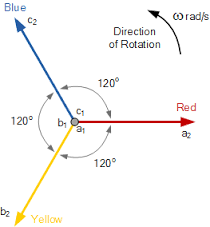 Blue
c2
ω rad/s
Direction
of Rotation
120°
120°
c1
Red
b1
a1
a2
120°
b2
Yellow